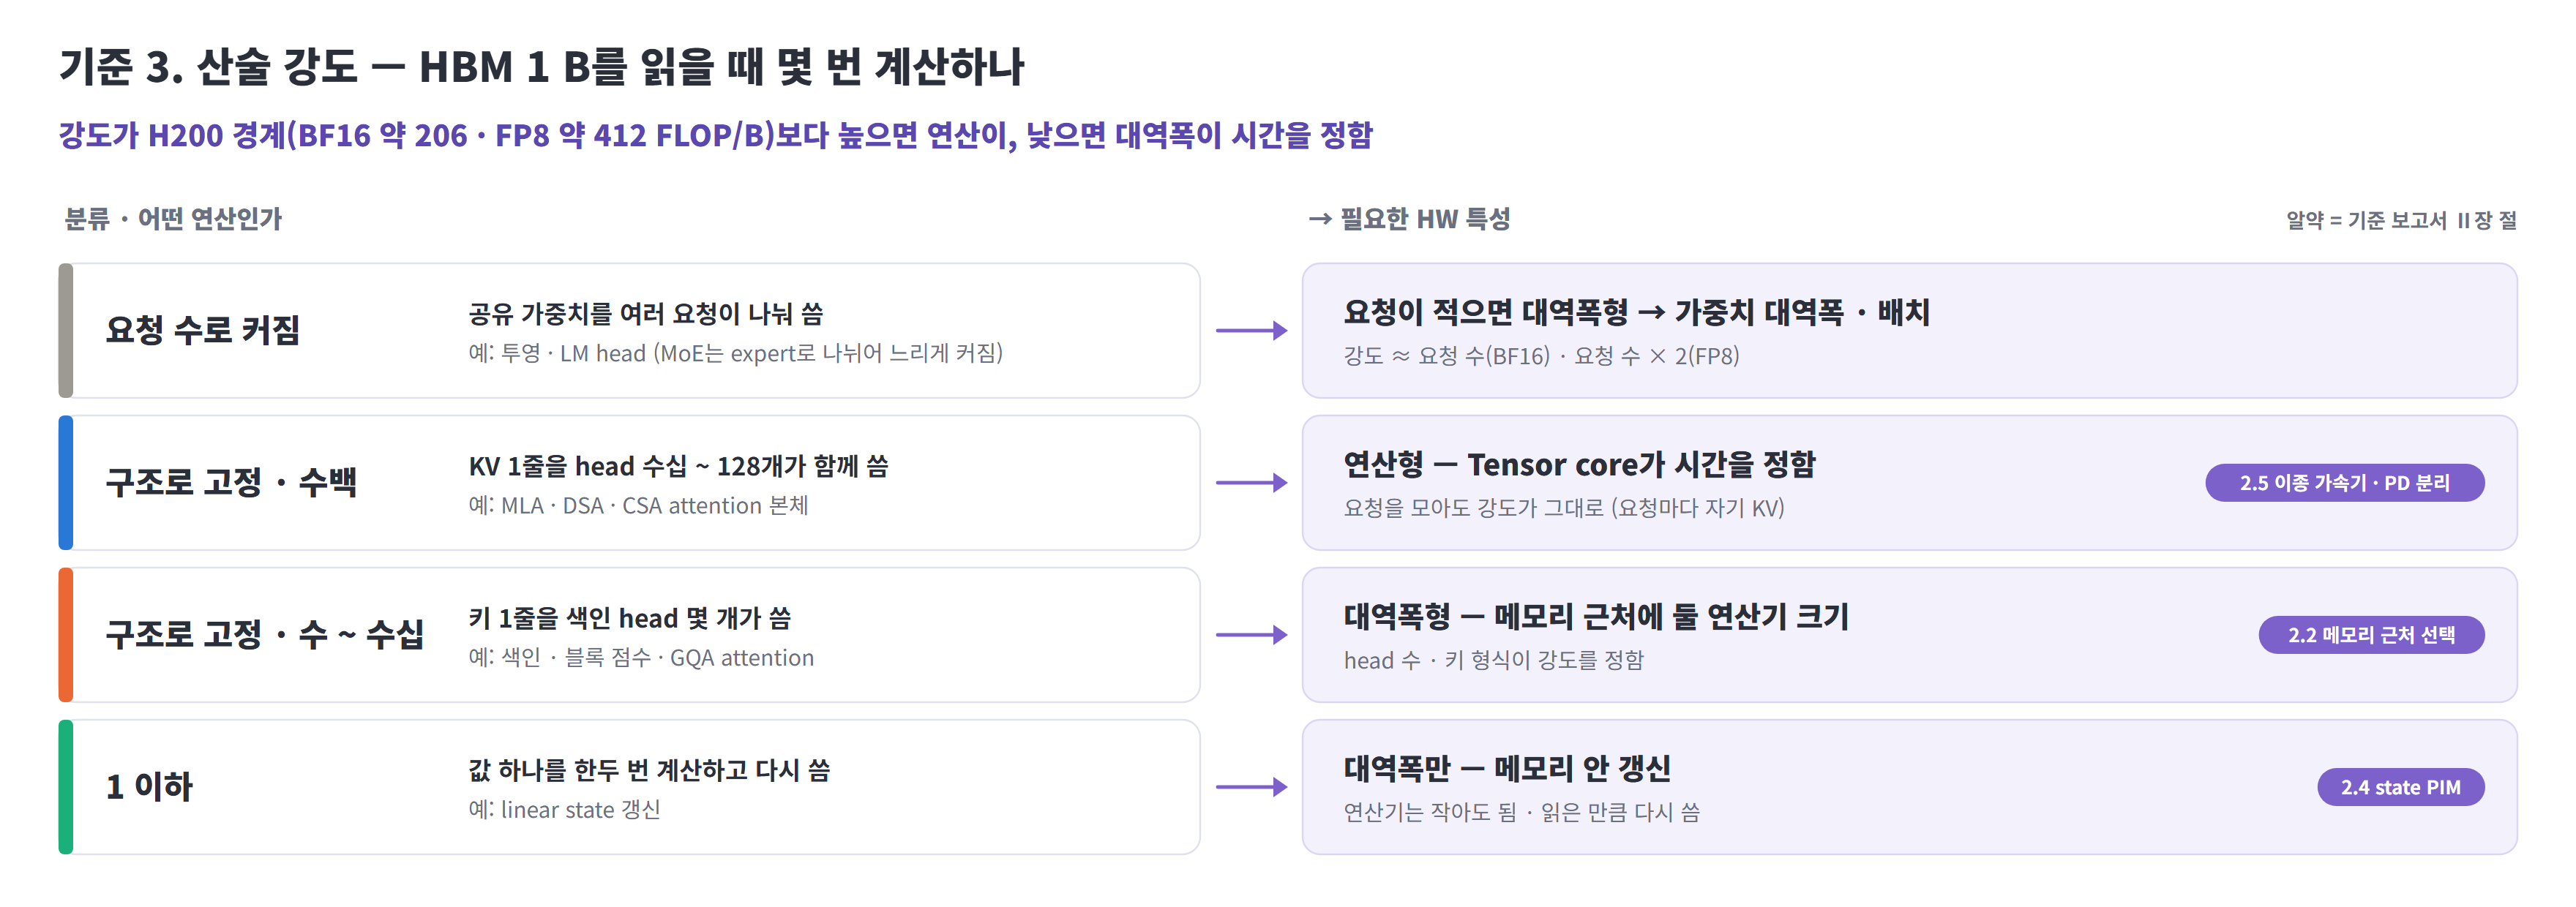 기준 3. 산술 강도 — HBM 1 B를 읽을 때 몇 번 계산하나
강도가 H200 경계(BF16 약 206 · FP8 약 412 FLOP/B)보다 높으면 연산이, 낮으면 대역폭이 시간을 정함
분류 · 어떤 연산인가
→ 필요한 HW 특성
알약 = 기준 보고서 Ⅱ장 절
요청 수로 커짐
공유 가중치를 여러 요청이 나눠 씀
예: 투영 · LM head (MoE는 expert로 나뉘어 느리게 커짐)
요청이 적으면 대역폭형 → 가중치 대역폭 · 배치
강도 ≈ 요청 수(BF16) · 요청 수 × 2(FP8)
구조로 고정 · 수백
KV 1줄을 head 수십 ~ 128개가 함께 씀
예: MLA · DSA · CSA attention 본체
연산형 — Tensor core가 시간을 정함
요청을 모아도 강도가 그대로 (요청마다 자기 KV)
2.5 이종 가속기 · PD 분리
구조로 고정 · 수 ~ 수십
키 1줄을 색인 head 몇 개가 씀
예: 색인 · 블록 점수 · GQA attention
대역폭형 — 메모리 근처에 둘 연산기 크기
head 수 · 키 형식이 강도를 정함
2.2 메모리 근처 선택
1 이하
값 하나를 한두 번 계산하고 다시 씀
예: linear state 갱신
대역폭만 — 메모리 안 갱신
연산기는 작아도 됨 · 읽은 만큼 다시 씀
2.4 state PIM